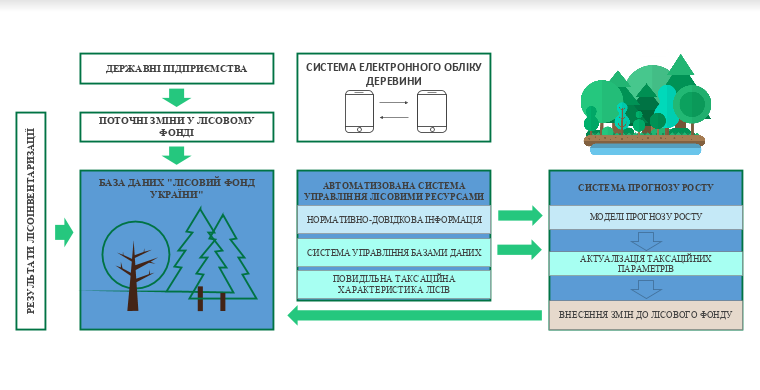 РЕЗУЛЬТАТИ ЛІСОІНВЕНТАРИЗАЦІЇ
ДЕРЖАВНІ ПІДПРИЄМСТВА
ПОТОЧНІ ЗМІНИ У ЛІСОВОМУ
ФОНДІ
БАЗА ДАНИХ "ЛІСОВИЙ ФОНД
УКРАЇНИ"
СИСТЕМА ЕЛЕКТРОННОГО ОБЛІКУ
ДЕРЕВИНИ
АВТОМАТИЗОВАНА СИСТЕМА
УПРАВЛІННЯ ЛІСОВИМИ РЕСУРСАМИ
НОРМАТИВНО-ДОВІДКОВА ІНФОРМАЦІЯ
СИСТЕМА УПРАВЛІННЯ БАЗАМИ ДАНИХ
ПОВИДІЛЬНА ТАКСАЦІЙНА
ХАРАКТЕРИСТИКА ЛІСІВ
СИСТЕМА ПРОГНОЗУ РОСТУ
МОДЕЛІ ПРОГНОЗУ РОСТУ
АКТУАЛІЗАЦІЯ ТАКСАЦІЙНИХ
ПАРАМЕТРІВ
ВНЕСЕННЯ ЗМІН ДО ЛІСОВОГО ФОНДУ